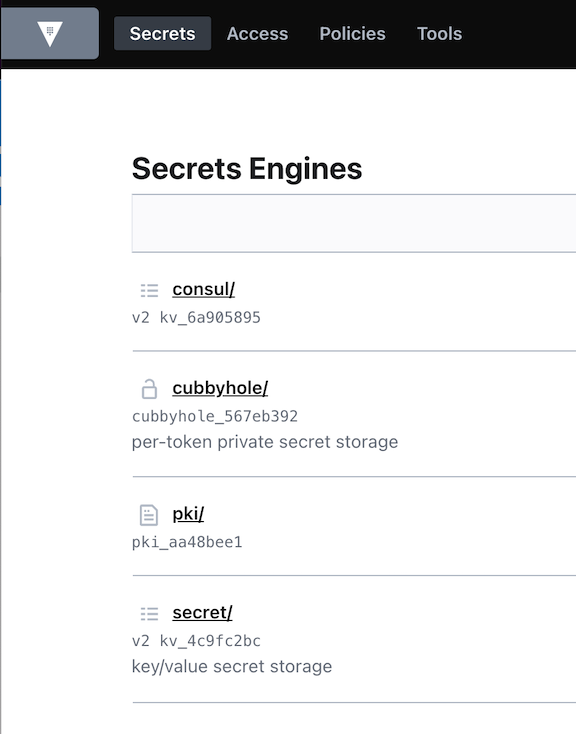 Secrets Access Policies Tools
Secrets Engines
consul/
v2 kv_6a905895
cubbyhole/
cubbyhole_567eb392
per-token private secret storage
pki/
pki_aa48bee1
secret/
v2 kv_4c9fc2bc
key/value secret storage